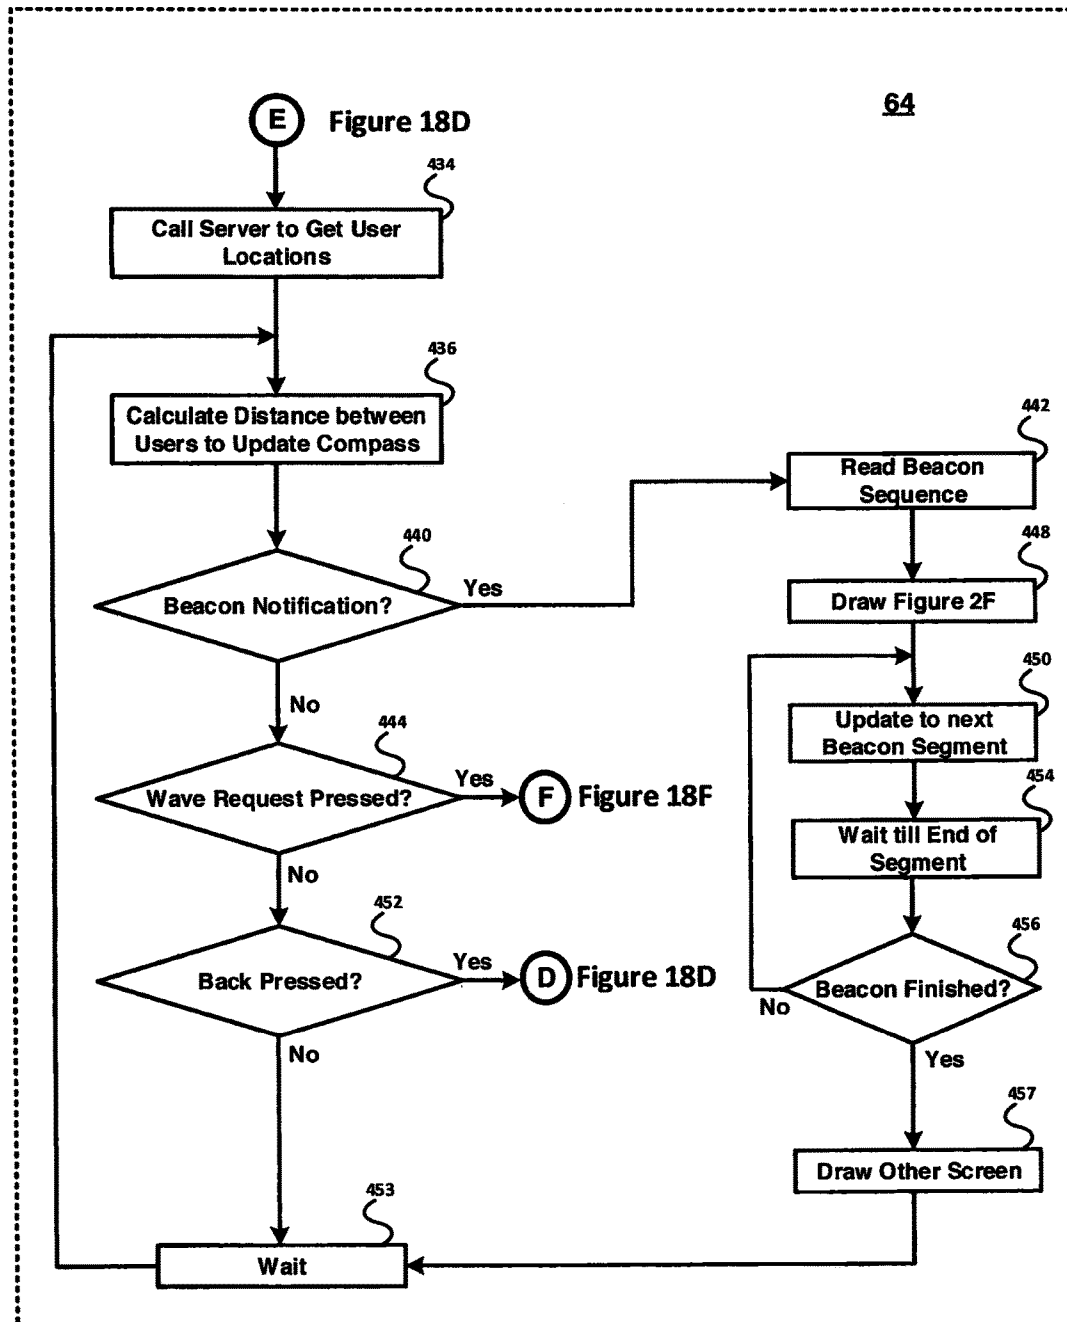 64
E Figure 18D
434
Call Server to Get User
Locations
436
Calculate Distance between
Users to Update Compass
440
Beacon Notification?
Yes
No
444
Wave Request Pressed?
Yes
F Figure 18F
No
452
Back Pressed?
Yes
D Figure 18D
No
453
Wait
442
Read Beacon
Sequence
448
Draw Figure 2F
450
Update to next
Beacon Segment
454
Wait till End of
Segment
456
Beacon Finished?
No
Yes
457
Draw Other Screen